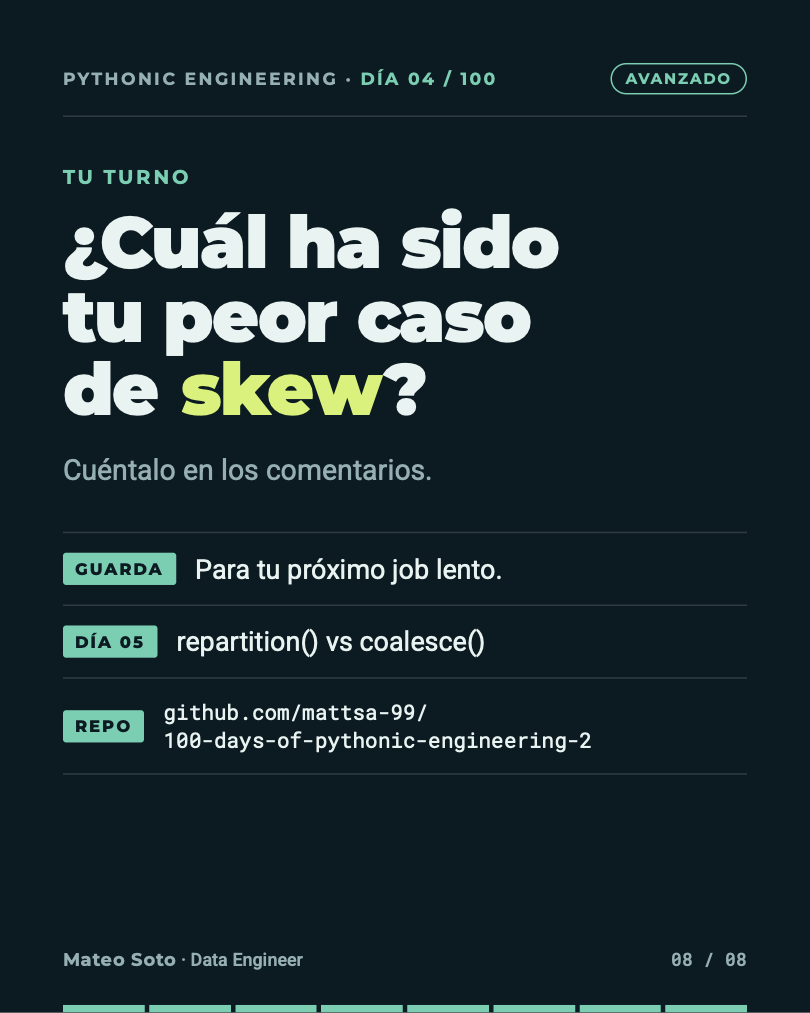 PYTHONIC ENGINEERING · DÍA 04 / 100
AVANZADO
TU TURNO
¿Cuál ha sido
tu peor caso
de skew?
Cuéntalo en los comentarios.
GUARDA Para tu próximo job lento.
DÍA 05 repartition() vs coalesce()
REPO github.com/mattsa-99/
100-days-of-pythonic-engineering-2
Mateo Soto · Data Engineer
08 / 08